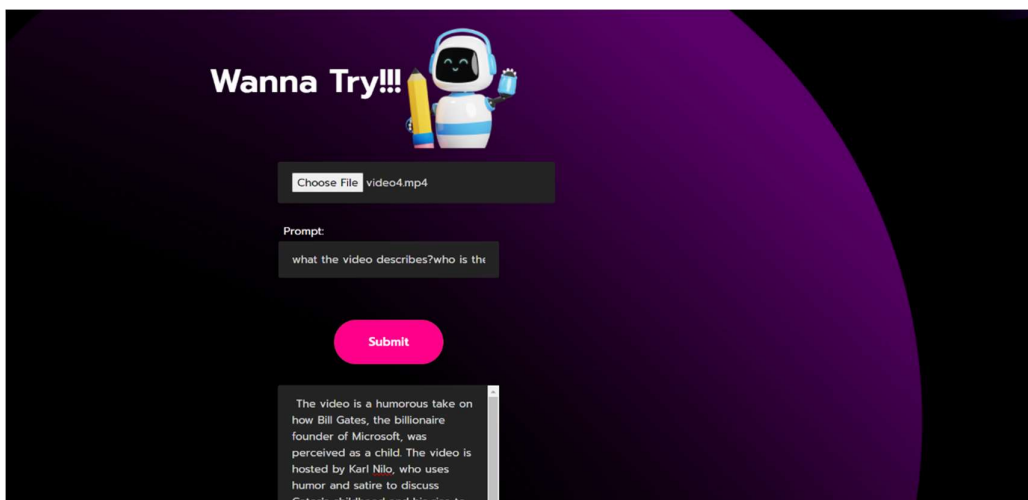 Wanna Try!!!
Choose File video4.mp4
Prompt:
what the video describes?who is the
Submit
The video is a humorous take on
how Bill Gates, the billionaire
founder of Microsoft, was
perceived as a child. The video is
hosted by Karl Nilo, who uses
humor and satire to discuss